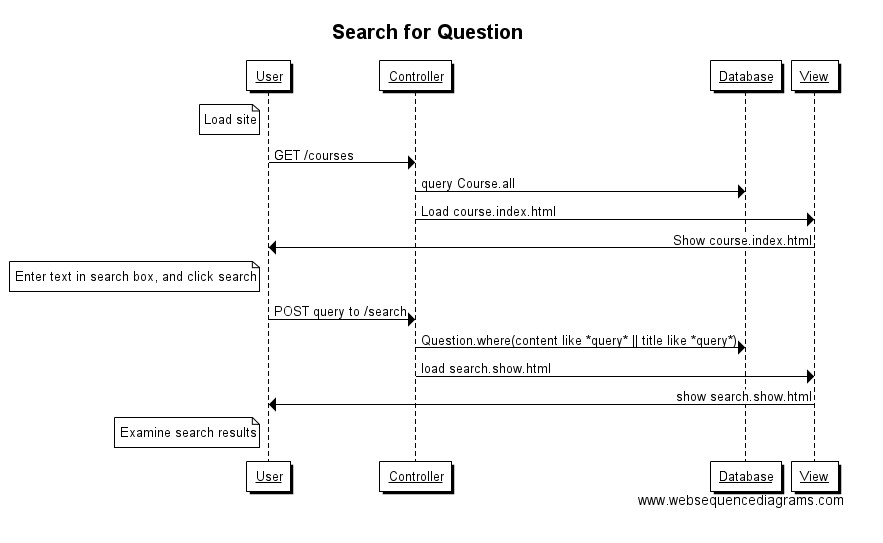 Search for Question
User Controller Database View
Load site
GET /courses
query Course.all
Load course.index.html
Show course.index.html
Enter text in search box, and click search
POST query to /search
Question.where(content like *query* || title like *query*)
load search.show.html
show search.show.html
Examine search results
User Controller Database View
www.websequencediagrams.com